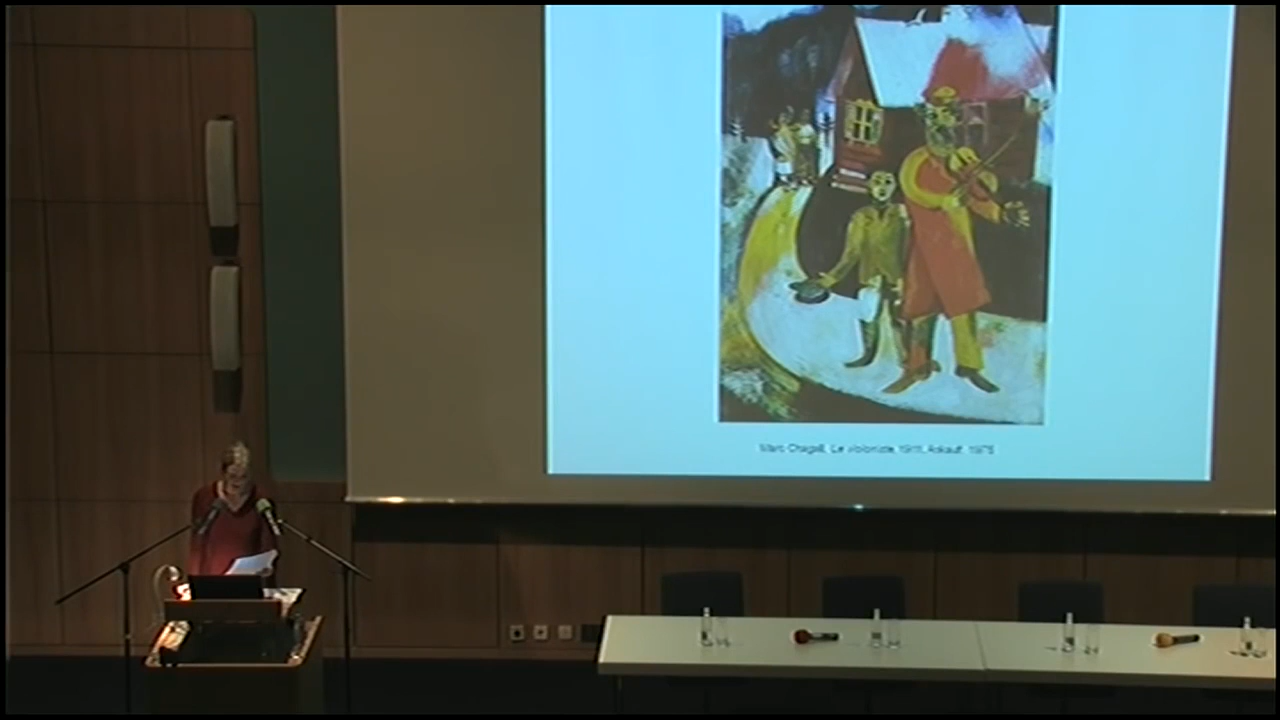 Marc Chagall, Le violoniste, 1911, Ankauf, 1975